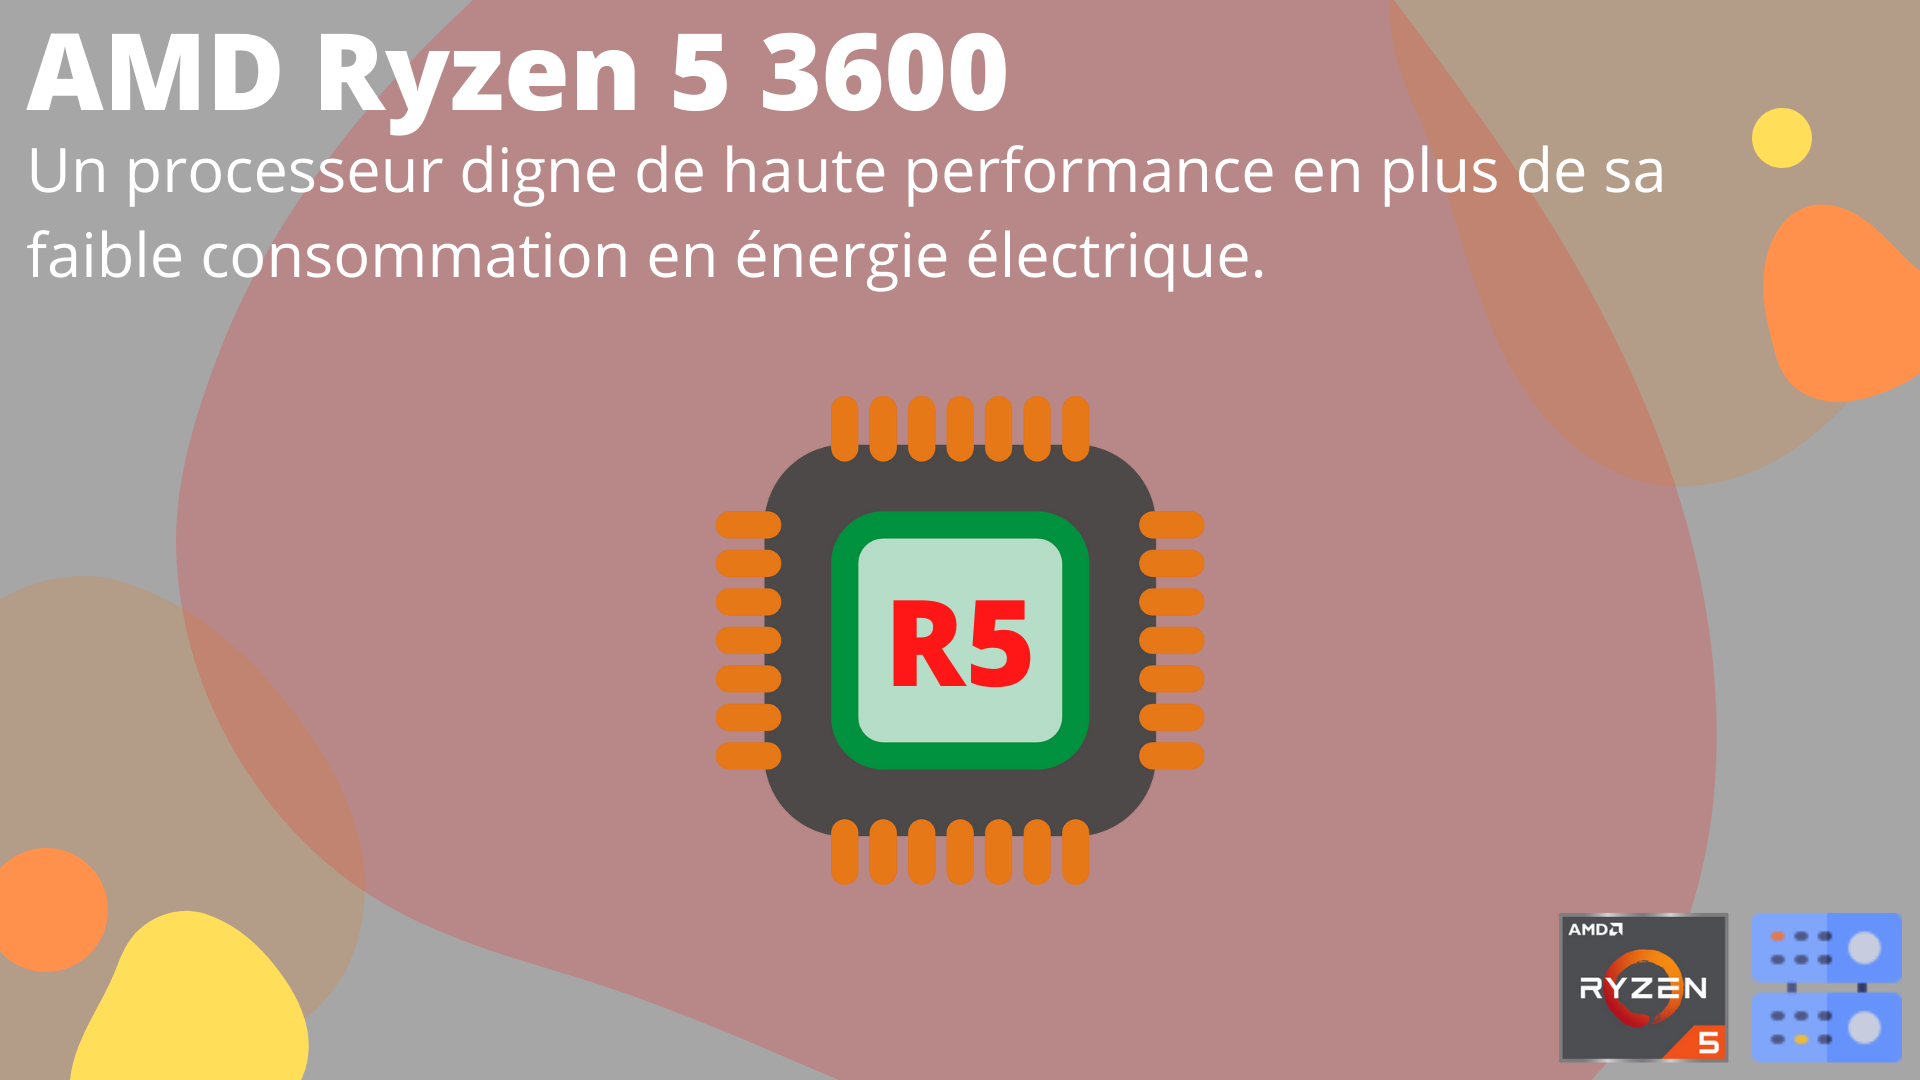 AMD Ryzen 5 3600
Un processeur digne de haute performance en plus de sa
faible consommation en énergie électrique.
R5
AMD
RYZEN
5